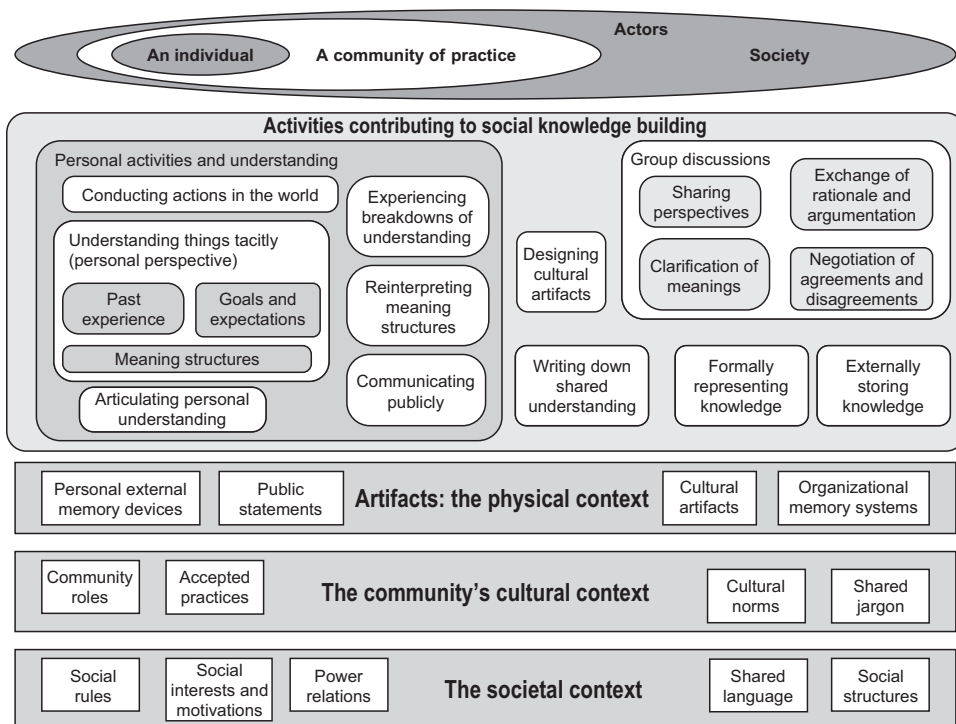 Actors
An individual
A community of practice
Society
Activities contributing to social knowledge building
Personal activities and understanding
Conducting actions in the world
Understanding things tacitly
(personal perspective)
Past
experience
Goals and
expectations
Meaning structures
Articulating personal
understanding
Experiencing
breakdowns of
understanding
Reinterpreting
meaning
structures
Communicating
publicly
Designing
cultural
artifacts
Group discussions
Sharing
perspectives
Exchange of
rationale and
argumentation
Clarification of
meanings
Negotiation of
agreements and
disagreements
Writing down
shared
understanding
Formally
representing
knowledge
Externally
storing
knowledge
Personal external
memory devices
Public
statements
Artifacts: the physical context
Cultural
artifacts
Organizational
memory systems
Community
roles
Accepted
practices
The community’s cultural context
Cultural
norms
Shared
jargon
Social
rules
Social
interests and
motivations
Power
relations
The societal context
Shared
language
Social
structures